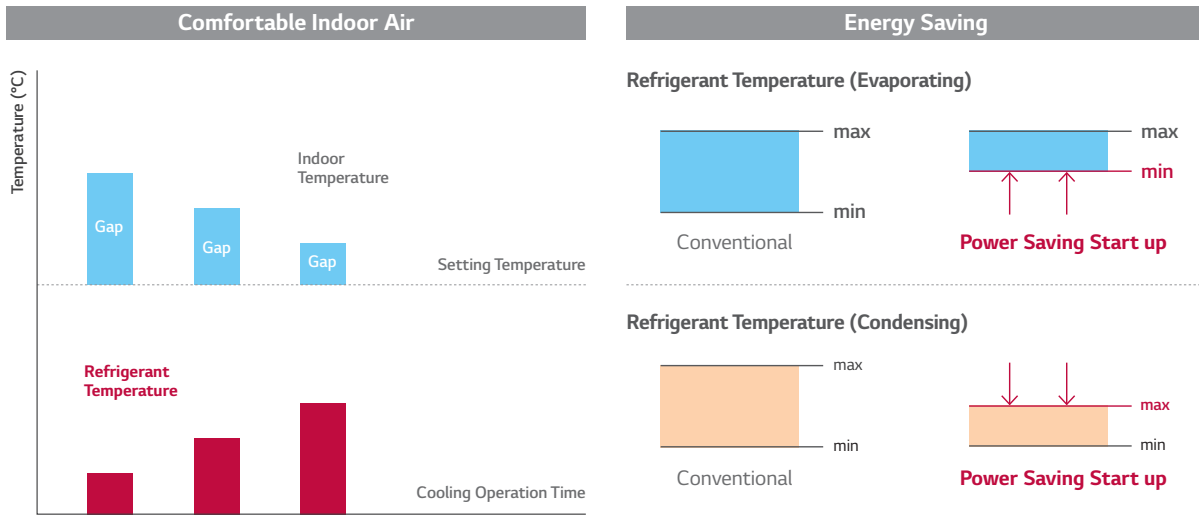 Comfortable Indoor Air
Temperature (°C)
Indoor
Temperature
Gap
Gap
Gap
Setting Temperature
Refrigerant
Temperature
Cooling Operation Time
Energy Saving
Refrigerant Temperature (Evaporating)
max
min
Conventional
max
min
Power Saving Start up
Refrigerant Temperature (Condensing)
max
min
Conventional
max
min
Power Saving Start up